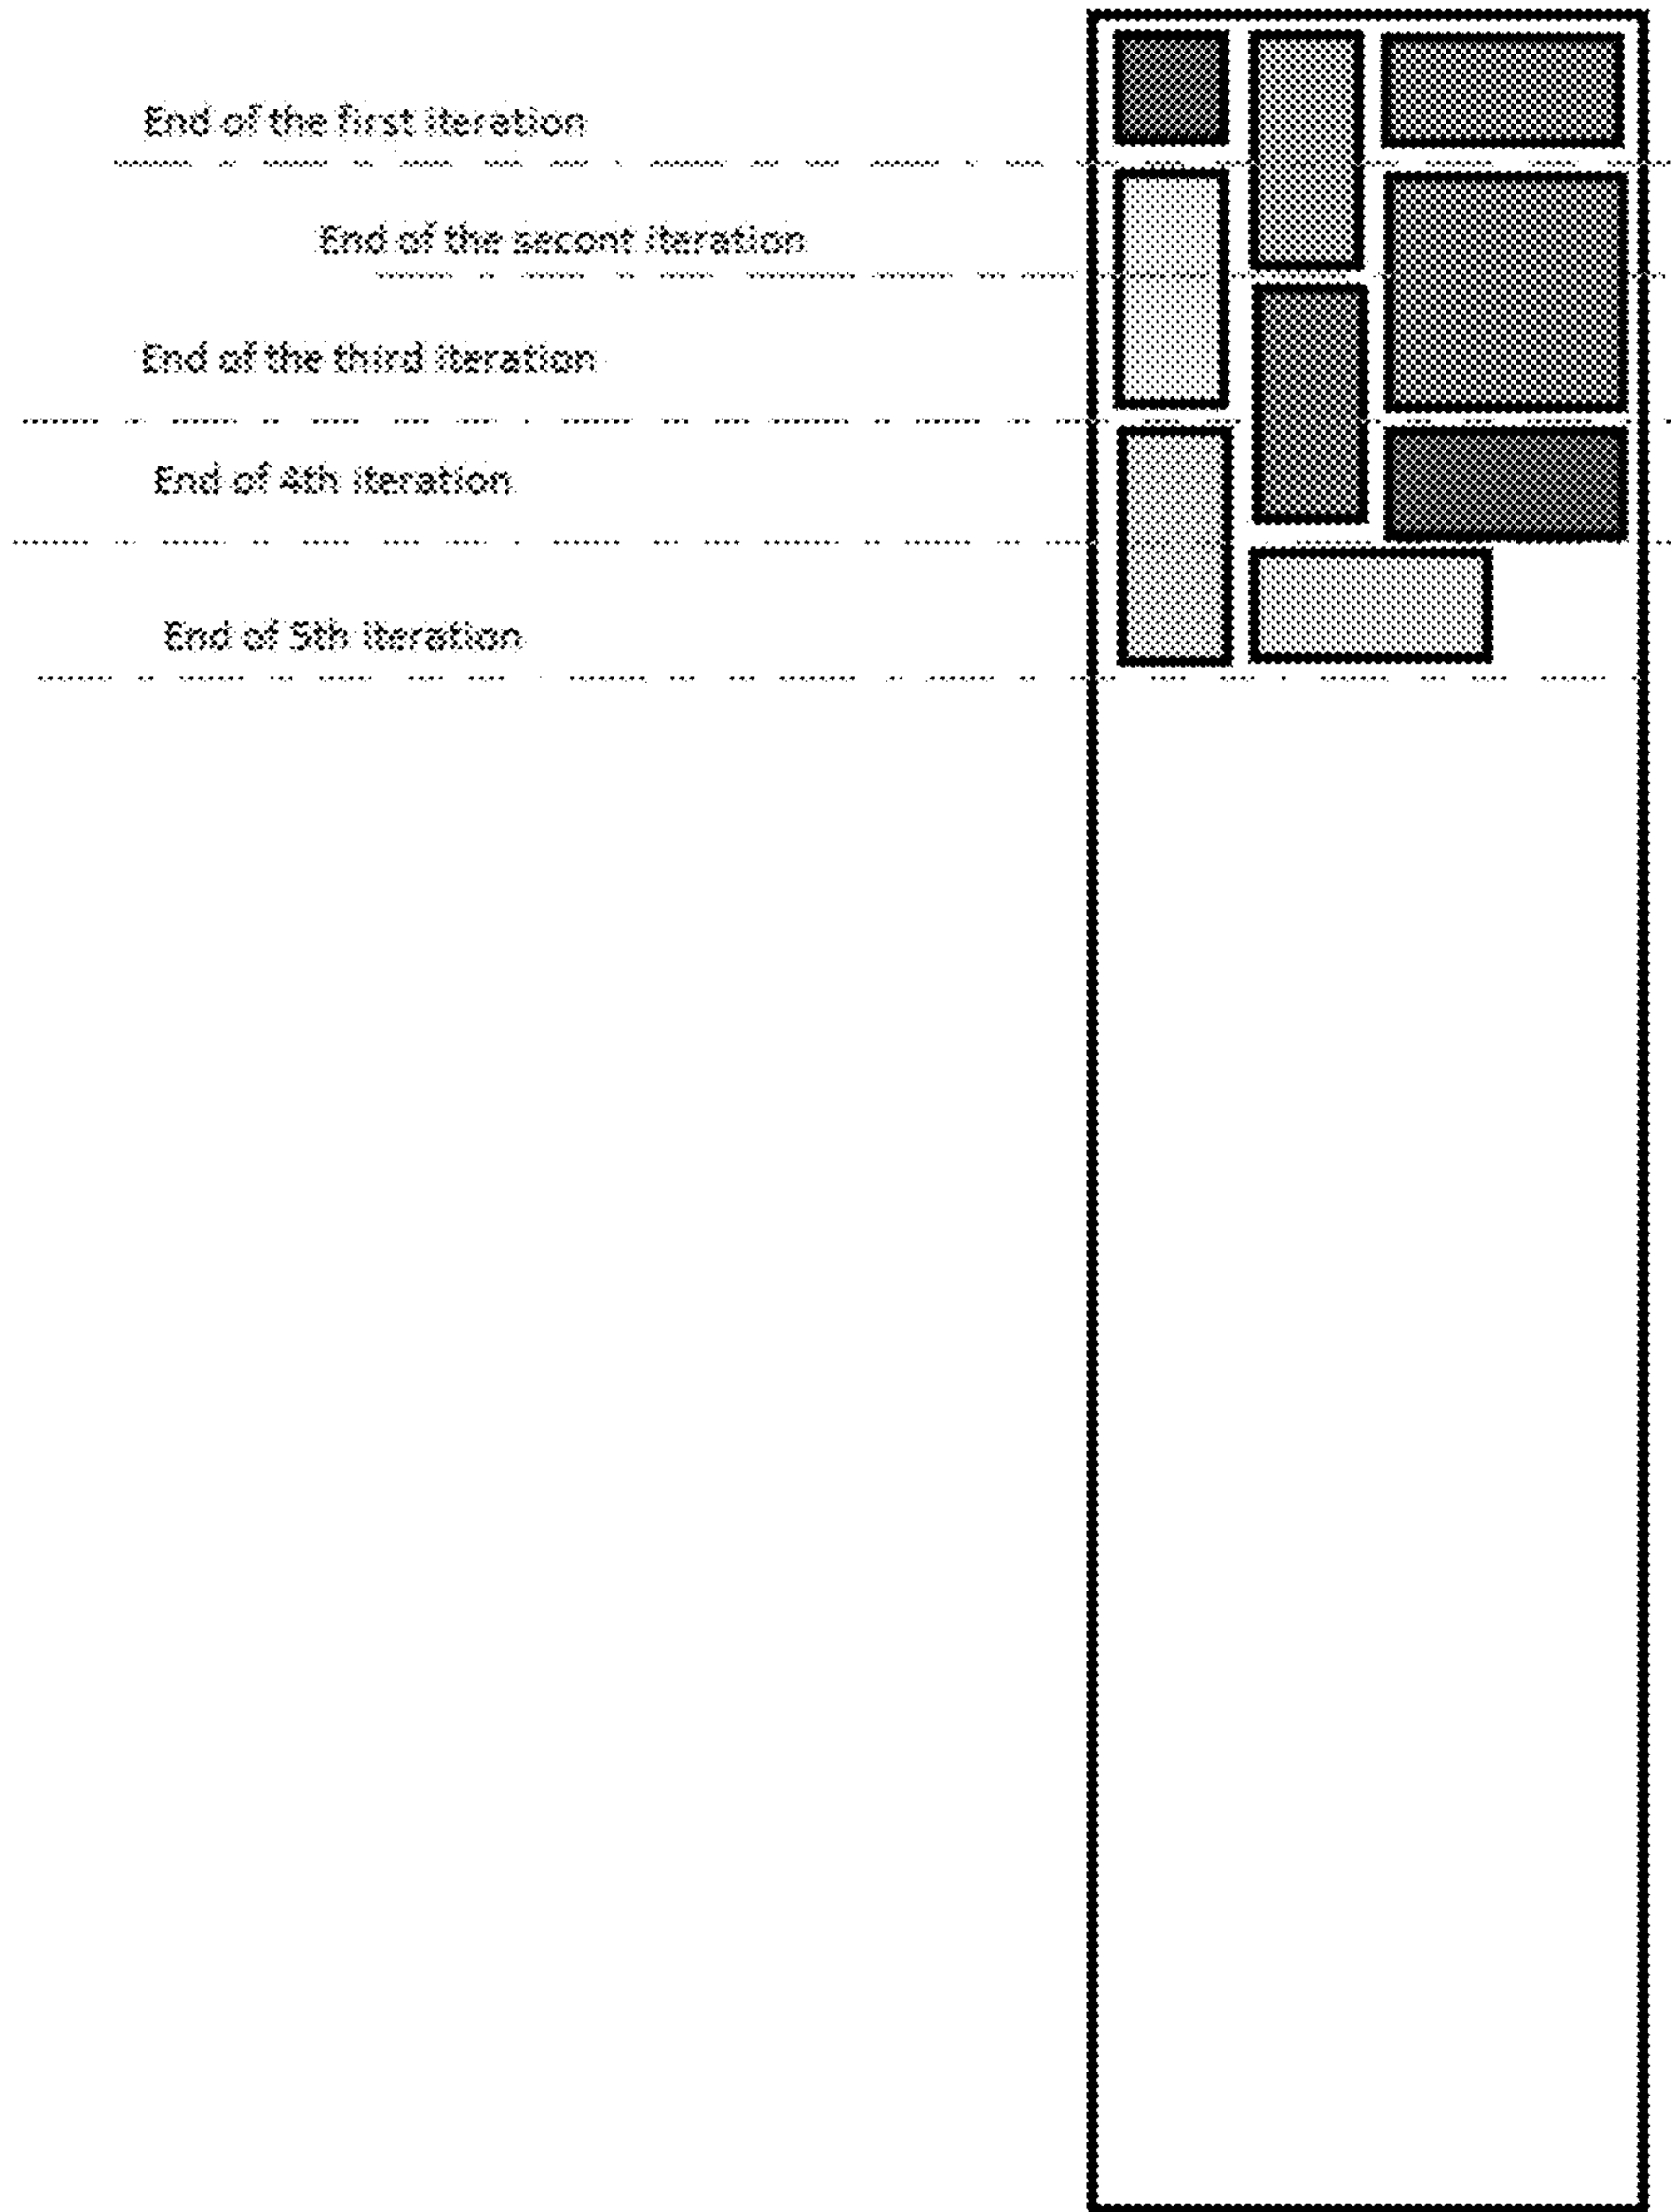 End of the first iteration
End of the secont iteration
End of the third iteration
End of 4th iteration
End of 5th iteration